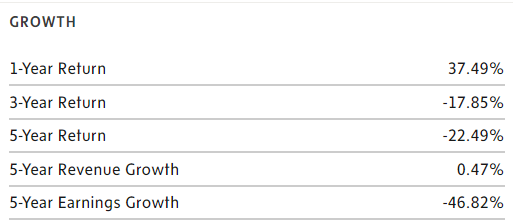 GROWTH
1-Year Return 37.49%
3-Year Return -17.85%
5-Year Return -22.49%
5-Year Revenue Growth 0.47%
5-Year Earnings Growth -46.82%